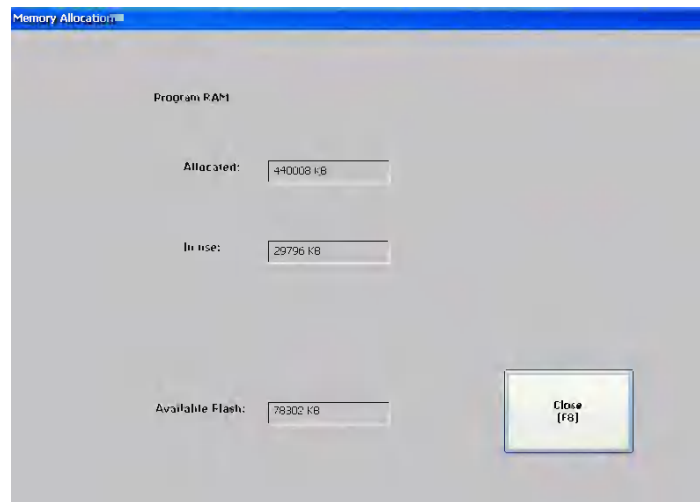 Memory Allocation
Program RAM
Allocated:
440008 KB
In use:
29796 KB
Available Flash:
78302 KB
Close
[F8]